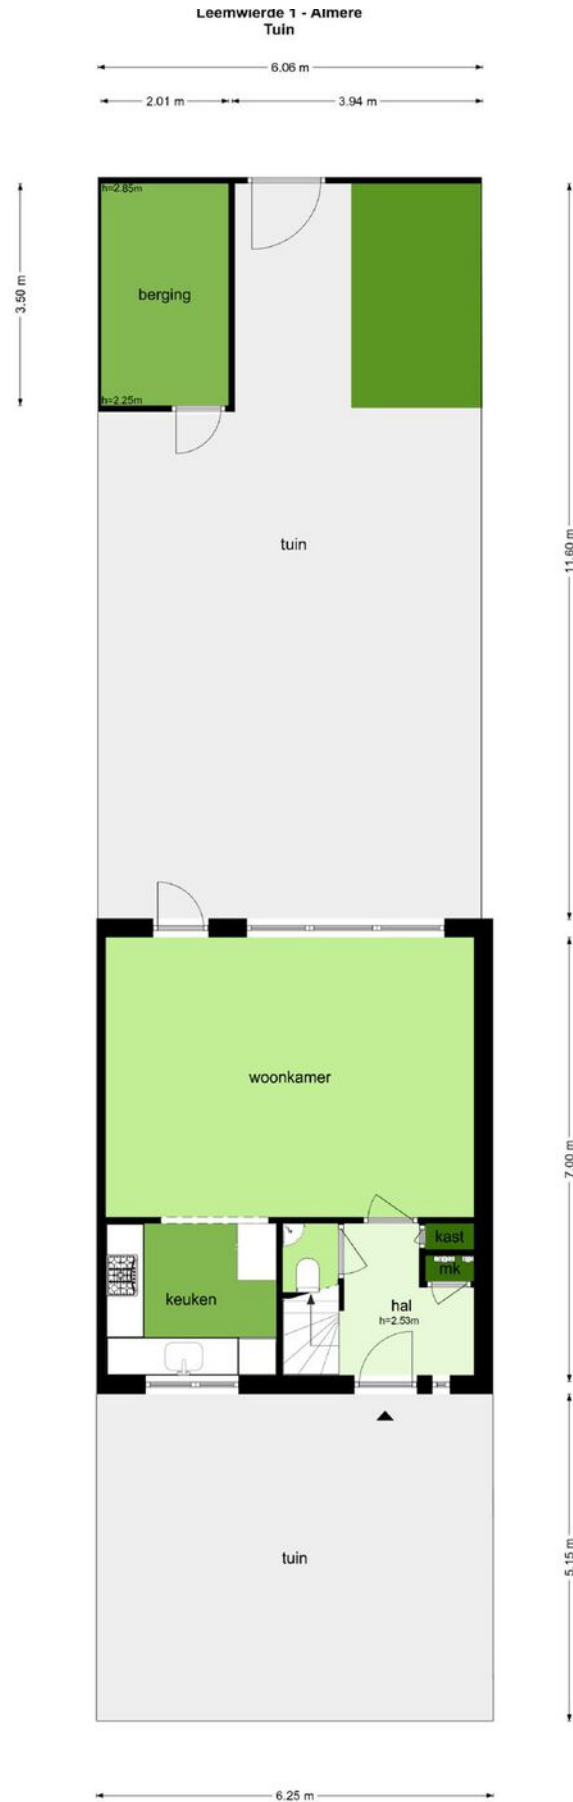 Leemwierde 1 - Almere
Tuin
6.06 m
2.01 m
3.94 m
h=2.85m
berging
3.50 m
h=2.25m
tuin
11.60 m
woonkamer
7.00 m
kast
mk
keuken
hal
h=2.53m
tuin
5.15 m
6.25 m